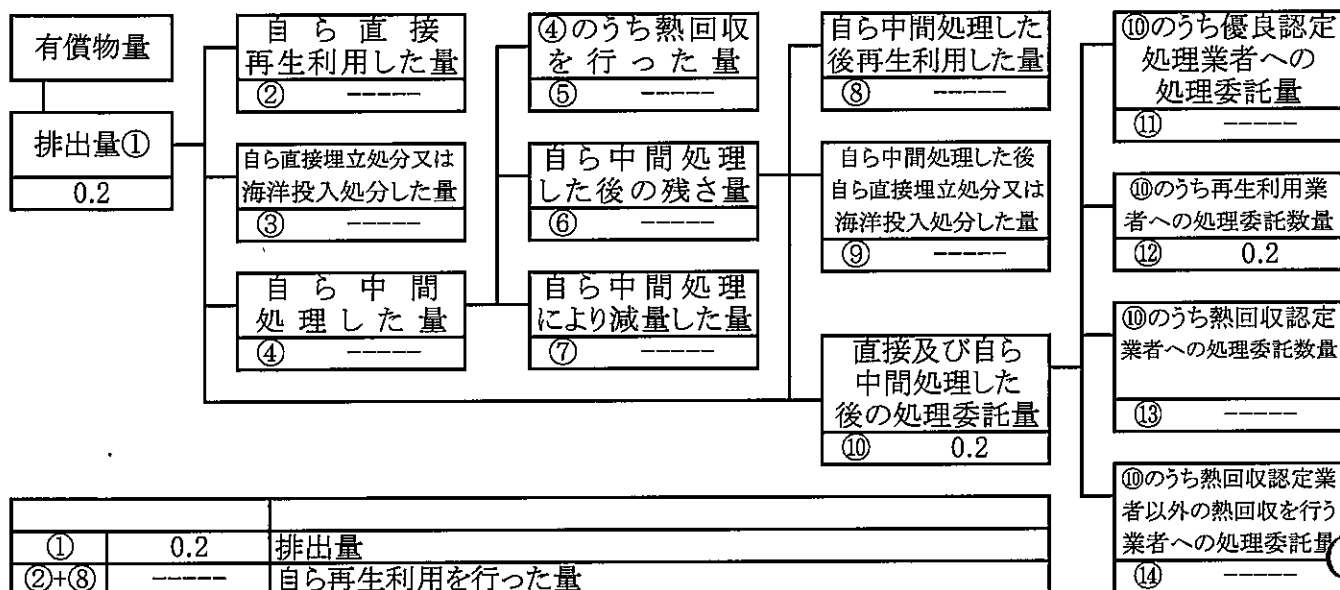 有償物量
排出量①
0.2
自ら直接
再生利用した量
② -----
自ら直接埋立処分又は
海洋投入処分した量
③ -----
自ら中間
処理した量
④ -----
④のうち熱回収
を行った量
⑤ -----
自ら中間処理
した後の残さ量
⑥ -----
自ら中間処理
により減量した量
⑦ -----
自ら中間処理した
後再生利用した量
⑧ -----
自ら中間処理した後
自ら直接埋立処分又は
海洋投入処分した量
⑨ -----
直接及び自ら
中間処理した
後の処理委託量
⑩ 0.2
⑩のうち優良認定
処理業者への
処理委託量
⑪ -----
⑩のうち再生利用業
者への処理委託数量
⑫ 0.2
⑩のうち熱回収認定
業者への処理委託数量
⑬ -----
⑩のうち熱回収認定業
者以外の熱回収を行う
業者への処理委託量
⑭ -----
① 0.2 排出量
②+⑧ ----- 自ら再生利用を行った量